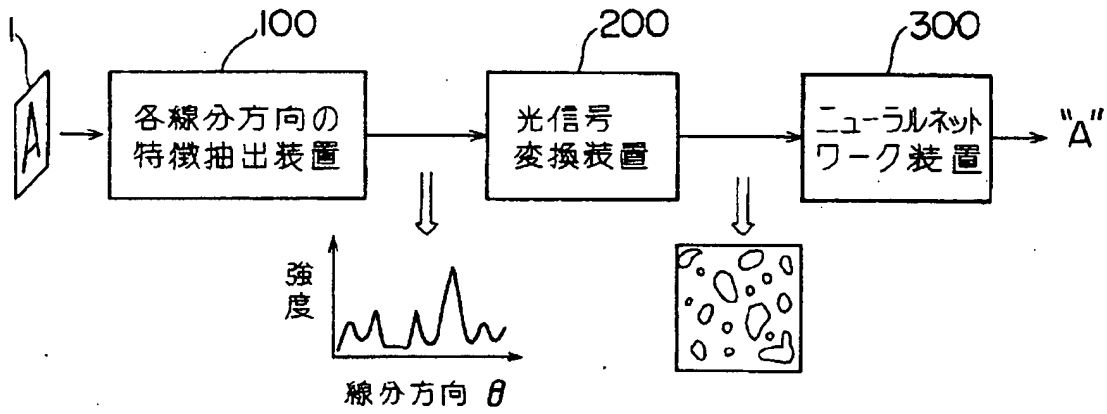 1
100
200
300
A
各線分方向の
特徴抽出装置
光信号
変換装置
ニューラルネット
ワーク装置
"A"
強度
線分方向 θ